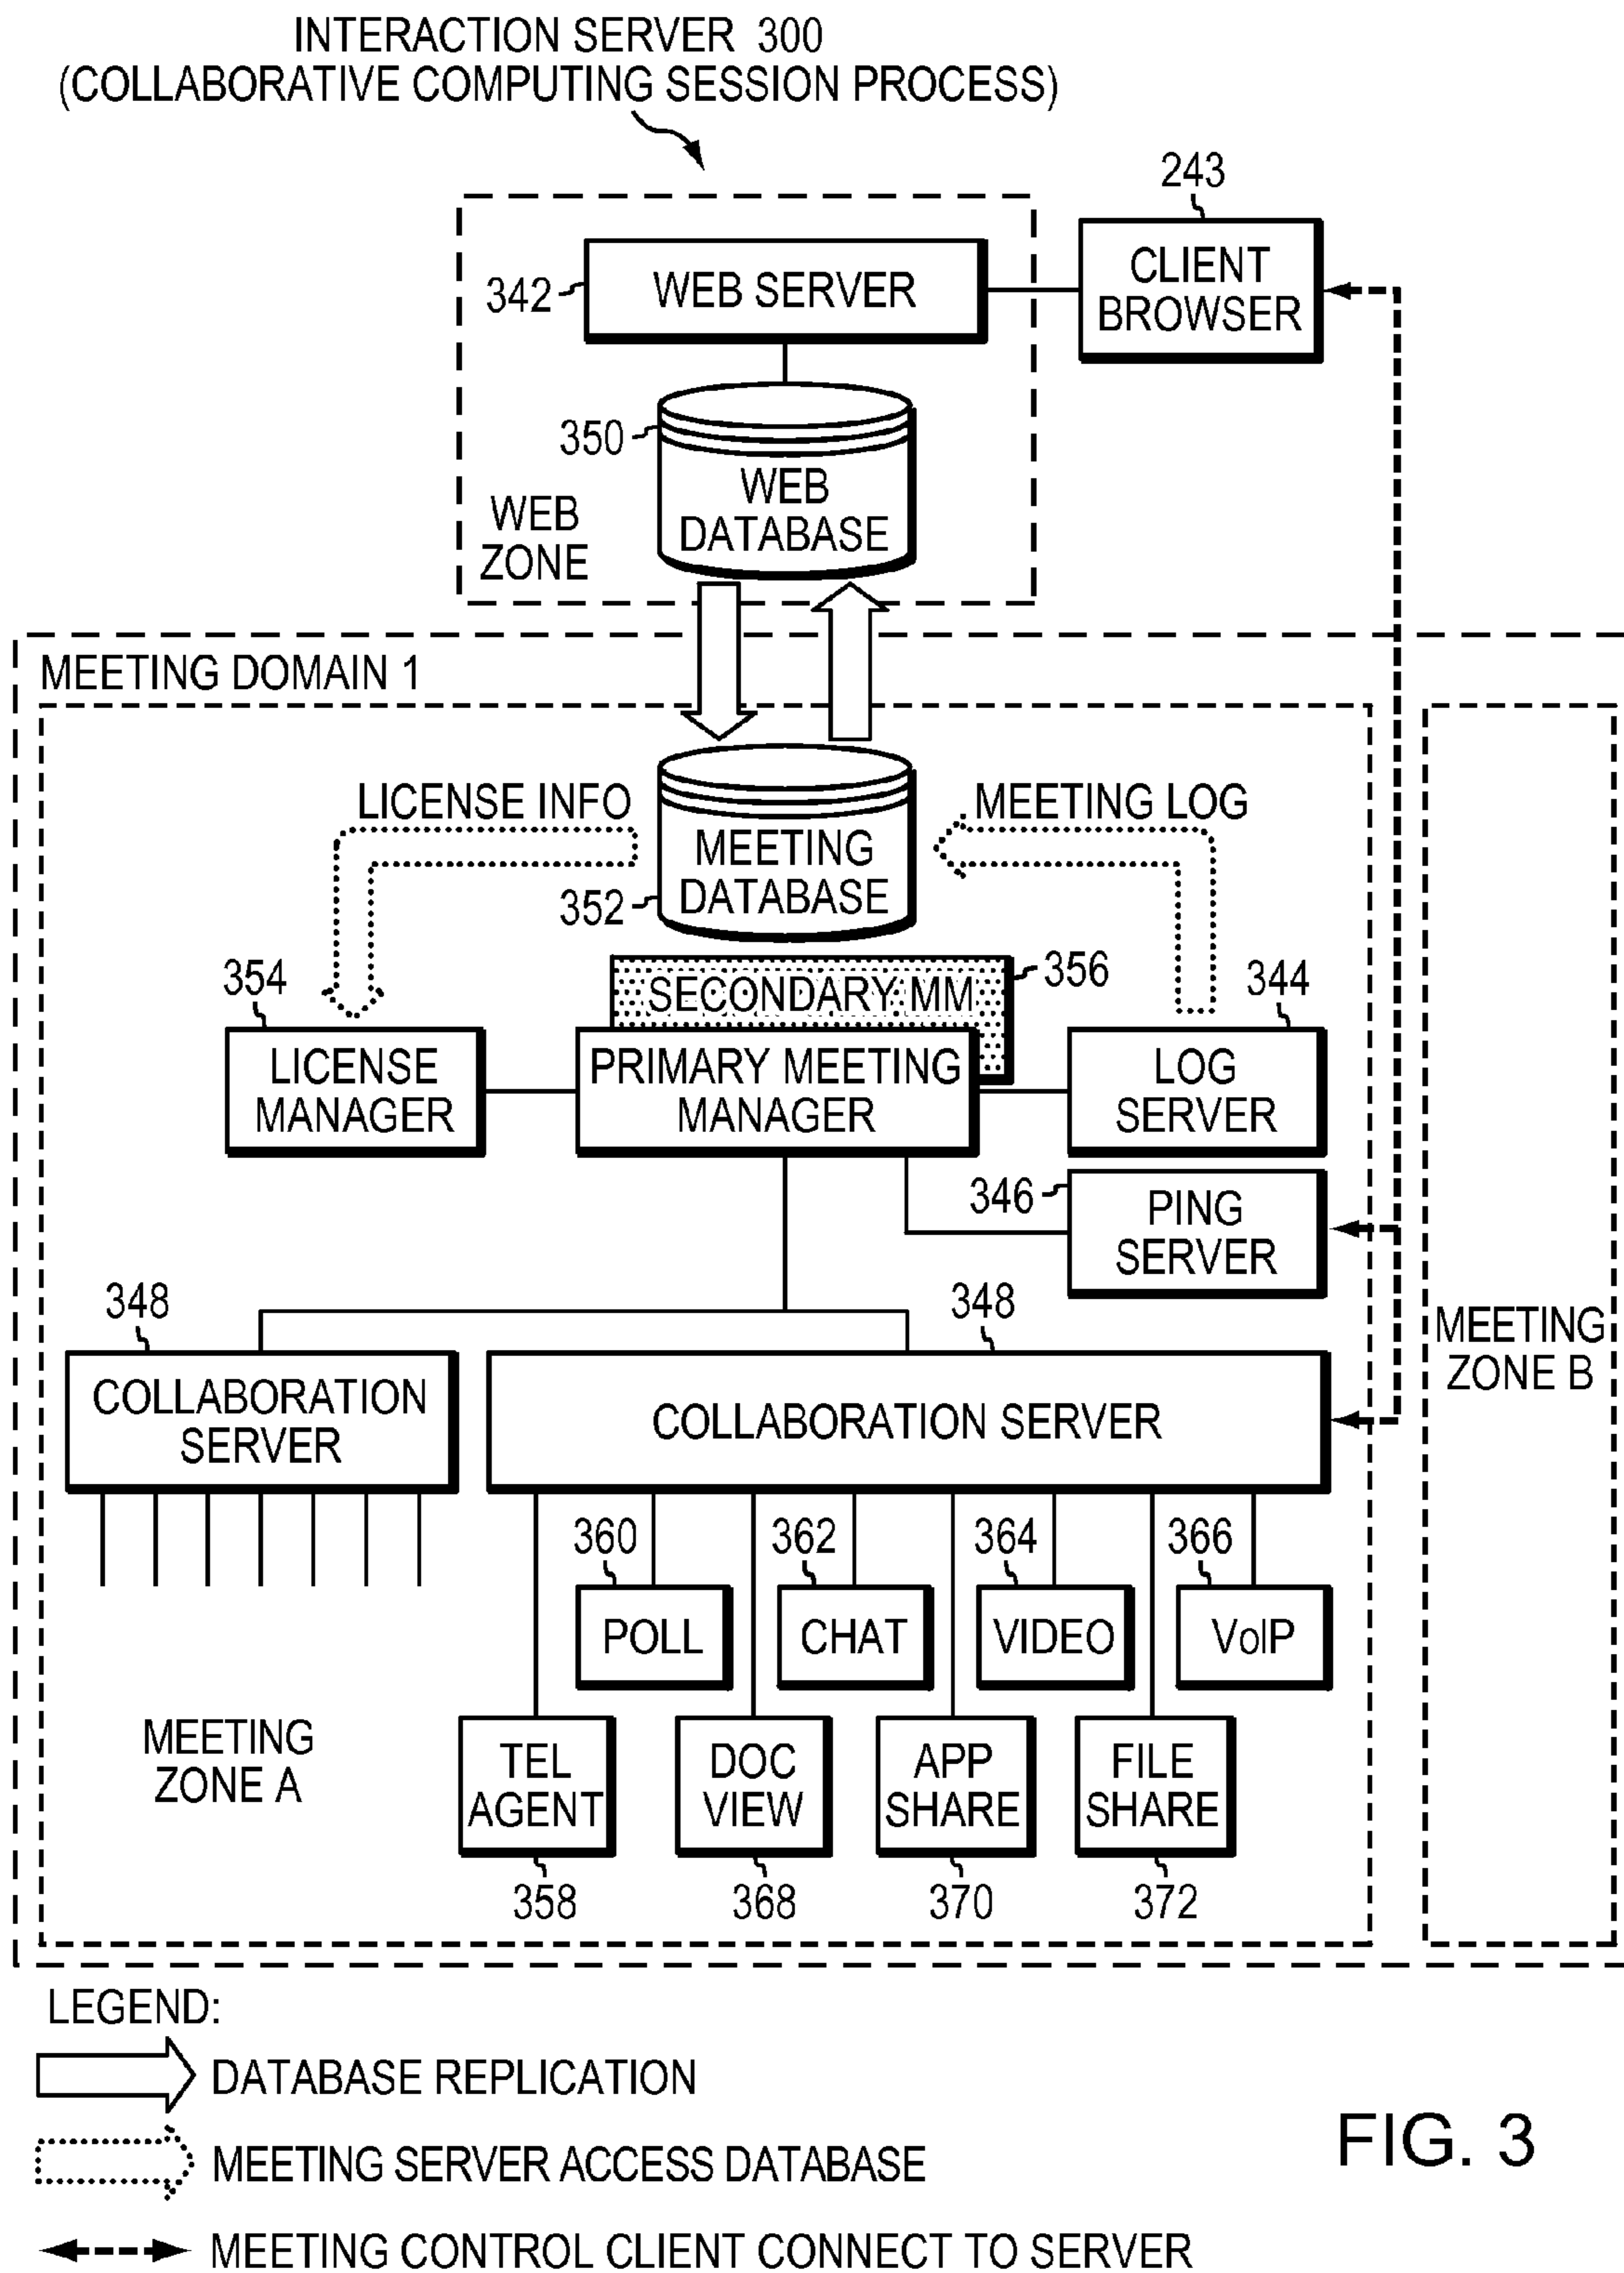 INTERACTION SERVER 300
(COLLABORATIVE COMPUTING SESSION PROCESS)
243
CLIENT
BROWSER
342
WEB SERVER
350
WEB
DATABASE
WEB
ZONE
MEETING DOMAIN 1
LICENSE INFO
MEETING LOG
MEETING
DATABASE
352
354
SECONDARY MM
356
344
LICENSE
MANAGER
PRIMARY MEETING
MANAGER
LOG
SERVER
346
PING
SERVER
348
348
MEETING
ZONE B
COLLABORATION
SERVER
COLLABORATION SERVER
360
362
364
366
POLL
CHAT
VIDEO
VoIP
MEETING
ZONE A
TEL
AGENT
DOC
VIEW
APP
SHARE
FILE
SHARE
358
368
370
372
LEGEND:
DATABASE REPLICATION
MEETING SERVER ACCESS DATABASE
MEETING CONTROL CLIENT CONNECT TO SERVER
FIG. 3